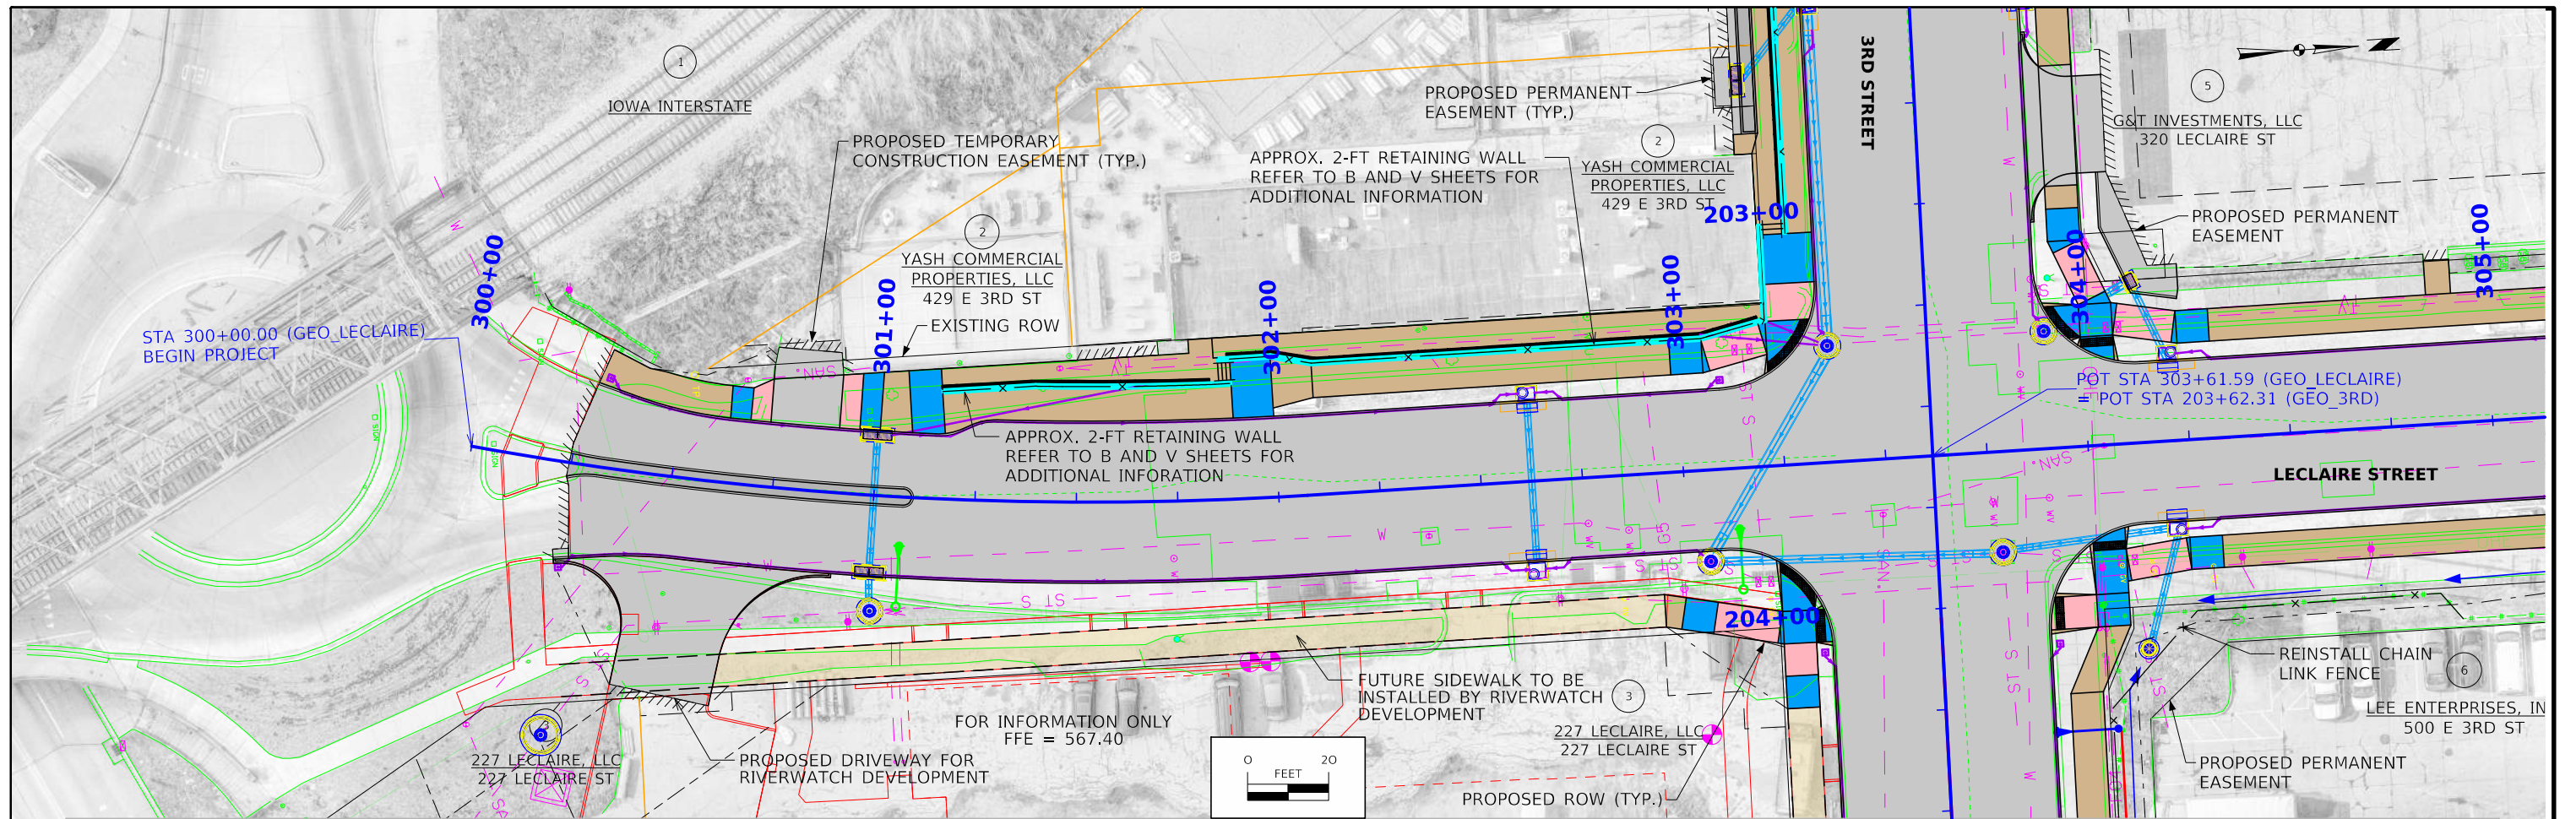 1
IOWA INTERSTATE
PROPOSED TEMPORARY
CONSTRUCTION EASEMENT (TYP.)
PROPOSED PERMANENT
EASEMENT (TYP.)
APPROX. 2-FT RETAINING WALL
REFER TO B AND V SHEETS FOR
ADDITIONAL INFORMATION
2
YASH COMMERCIAL
PROPERTIES, LLC
429 E 3RD ST
203+00
3RD STREET
5
G&T INVESTMENTS, LLC
320 LECLAIRE ST
PROPOSED PERMANENT
EASEMENT
2
YASH COMMERCIAL
PROPERTIES, LLC
429 E 3RD ST
EXISTING ROW
300+00
301+00
302+00
303+00
304+00
305+00
STA 300+00.00 (GEO_LECLAIRE)
BEGIN PROJECT
POT STA 303+61.59 (GEO_LECLAIRE)
= POT STA 203+62.31 (GEO_3RD)
APPROX. 2-FT RETAINING WALL
REFER TO B AND V SHEETS FOR
ADDITIONAL INFORATION
LECLAIRE STREET
SAN.
SAN.
SAN.
W
W
W
W
W
ST S
ST S
204+00
FUTURE SIDEWALK TO BE
INSTALLED BY RIVERWATCH
DEVELOPMENT
3
227 LECLAIRE, LLC
227 LECLAIRE ST
FOR INFORMATION ONLY
FFE = 567.40
227 LECLAIRE, LLC
227 LECLAIRE ST
PROPOSED DRIVEWAY FOR
RIVERWATCH DEVELOPMENT
0 20
FEET
PROPOSED ROW (TYP.)
REINSTALL CHAIN
LINK FENCE
6
LEE ENTERPRISES, IN
500 E 3RD ST
PROPOSED PERMANENT
EASEMENT